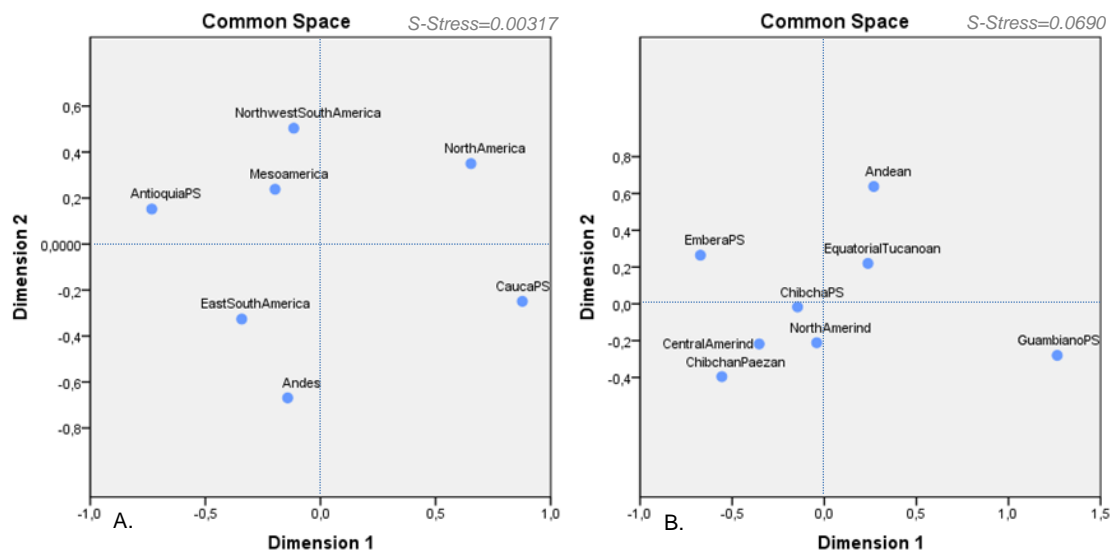 Common Space
S-Stress=0.00317
0,6
0,4
0,2
0,0000
-0,2
-0,4
-0,6
-0,8
Dimension 2
NorthwestSouthAmerica
NorthAmerica
Mesoamerica
AntioquiaPS
CaucaPS
EastSouthAmerica
Andes
-1,0
-0,5
0,0
0,5
1,0
A.
Dimension 1
Common Space
S-Stress=0.0690
0,8
0,6
0,4
0,2
0,0
-0,2
-0,4
Dimension 2
Andean
EmberaPS
EquatorialTucanoan
ChibchaPS
NorthAmerind
CentralAmerind
GuambianoPS
ChibchanPaezan
-1,0
-0,5
0,0
0,5
1,0
1,5
B.
Dimension 1